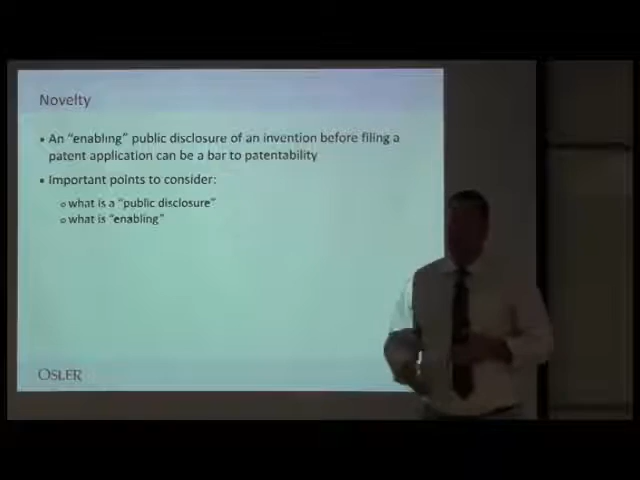 Novelty
• An “enabling” public disclosure of an invention before filing a
patent application can be a bar to patentability
• Important points to consider:
o what is a “public disclosure”
o what is “enabling”
OSLER